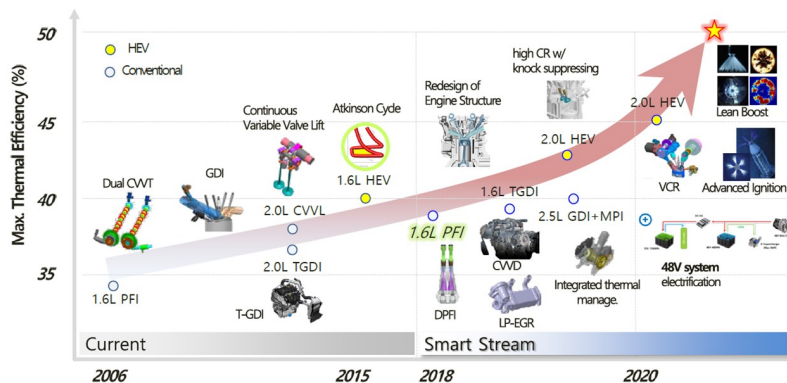 50
45
40
35
Max. Thermal Efficiency (%)
HEV
Conventional
Dual CVVT
1.6L PFI
GDI
Continuous
Variable Valve Lift
2.0L CVVL
2.0L TGDI
T-GDI
Atkinson Cycle
1.6L HEV
Redesign of
Engine Structure
1.6L PFI
DPFI
high CR w/
knock suppressing
2.0L HEV
1.6L TGDI
CVVD
LP-EGR
2.5L GDI+MPI
Integrated thermal
manage.
2.0L HEV
VCR
Lean Boost
Advanced Ignition
48V system
electrification
Current
Smart Stream
2006
2015
2018
2020